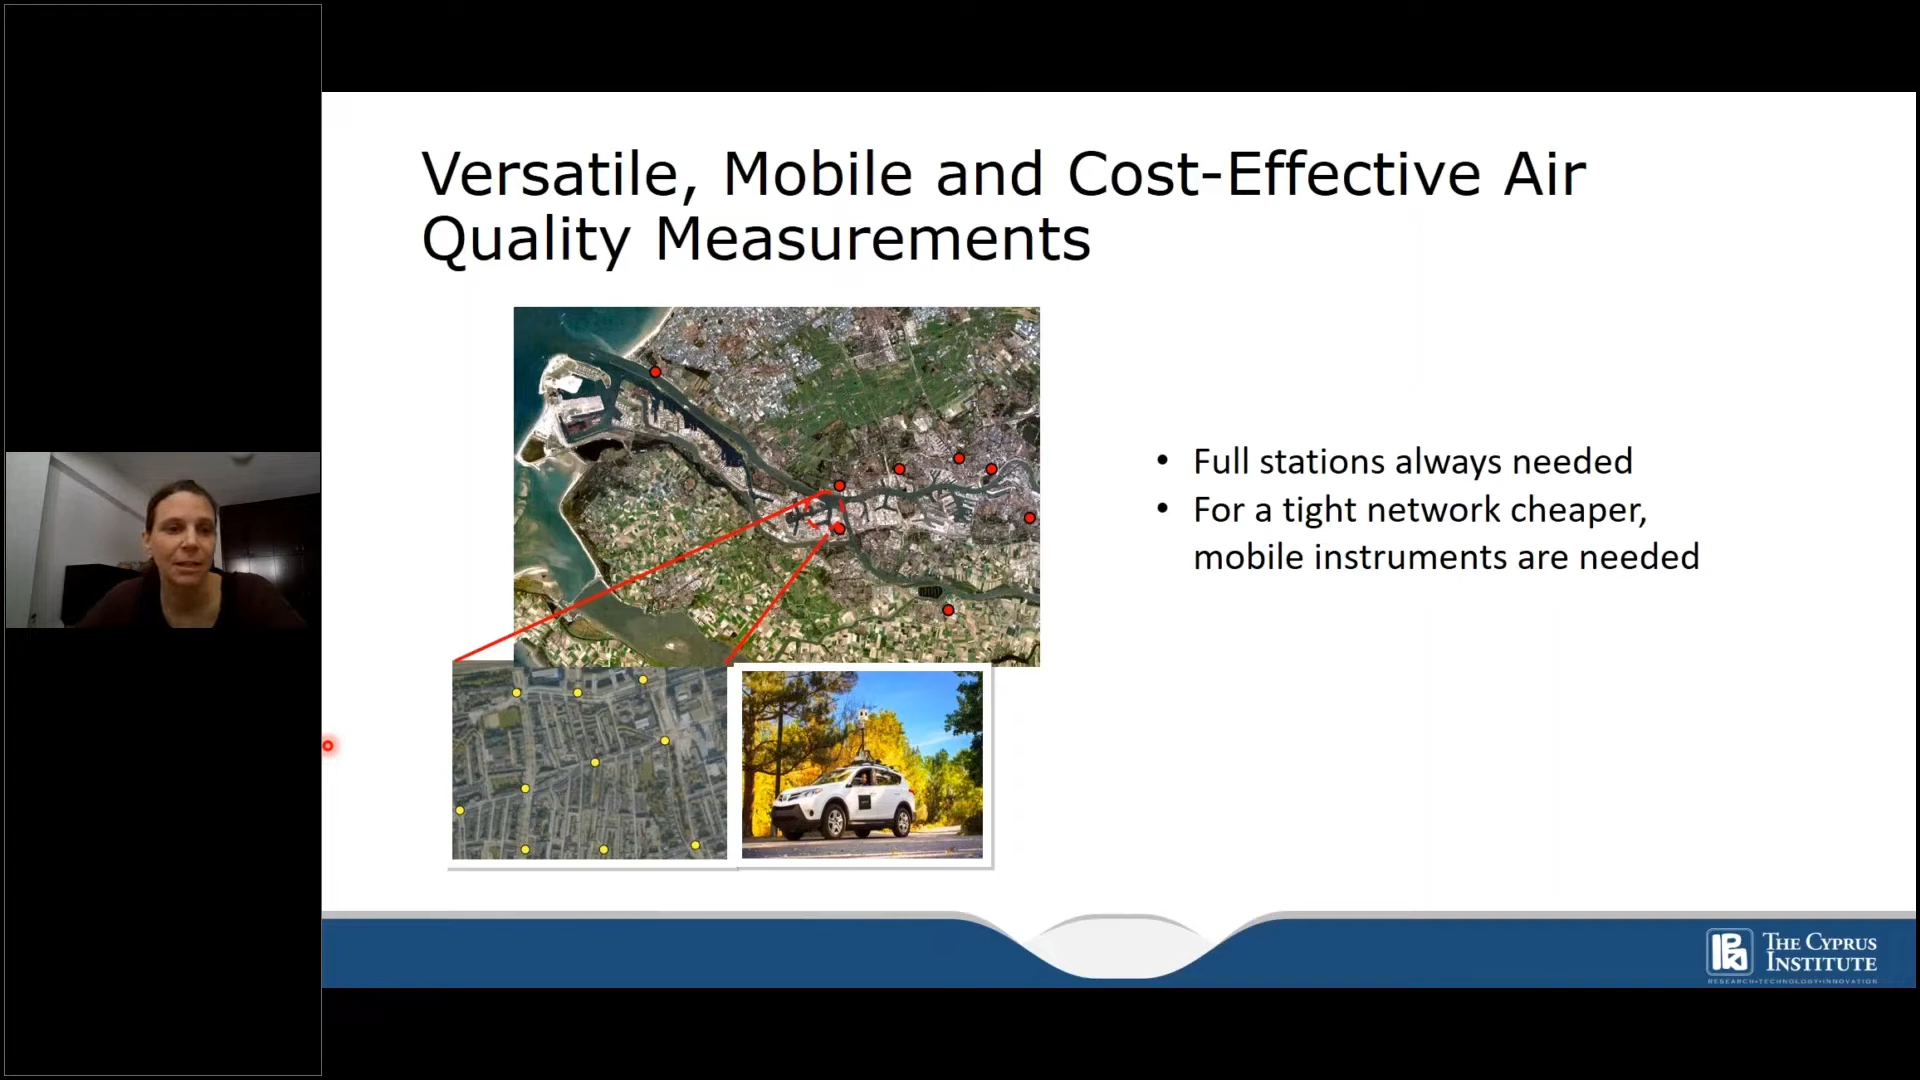 Versatile, Mobile and Cost-Effective Air
Quality Measurements
• Full stations always needed
• For a tight network cheaper,
mobile instruments are needed
THE CYPRUS
INSTITUTE
RESEARCH•TECHNOLOGY•INNOVATION